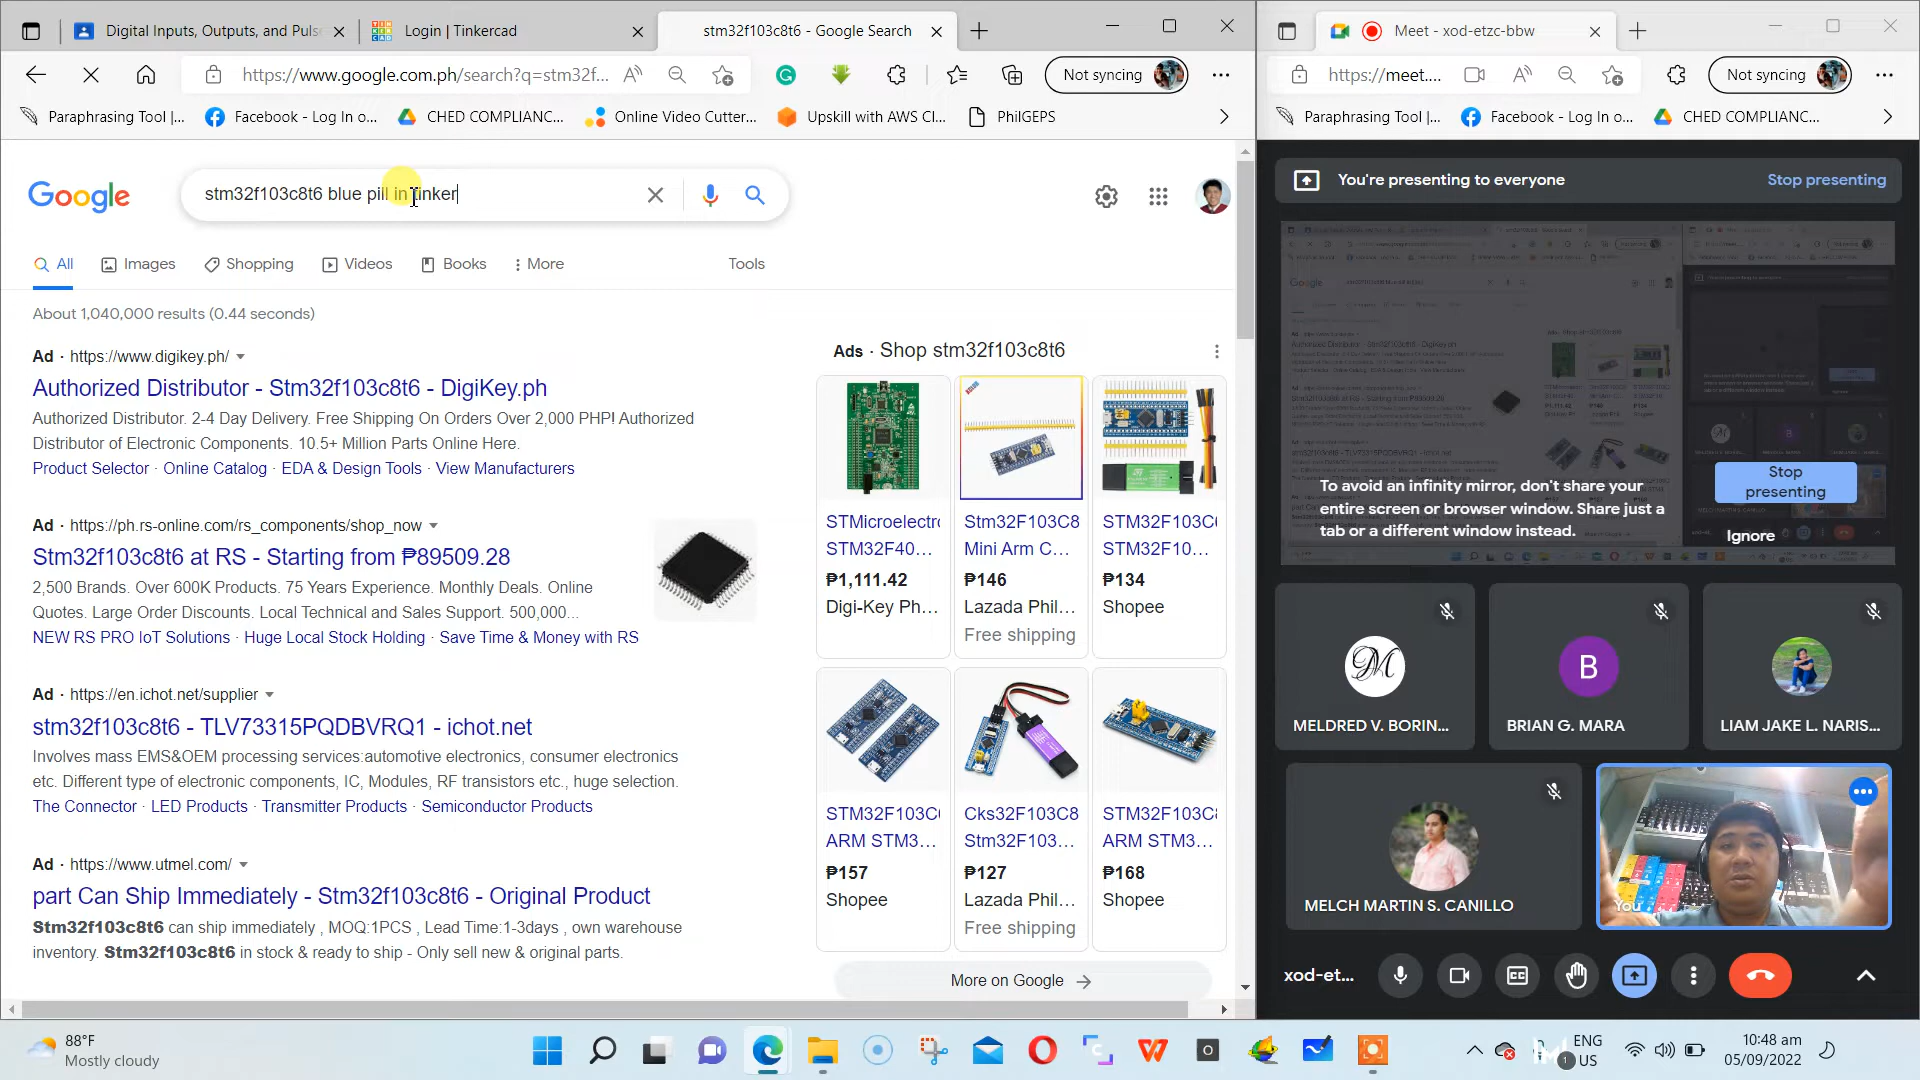 Digital Inputs, Outputs, and Puls
Login | Tinkercad
stm32f103c8t6 - Google Search
Meet - xod-etzc-bbw
https://www.google.com.ph/search?q=stm32f...
Not syncing
https://meet....
Not syncing
Paraphrasing Tool |...
Facebook - Log In o...
CHED COMPLIANC...
Online Video Cutter...
Upskill with AWS Cl...
PhilGEPS
Paraphrasing Tool |...
Facebook - Log In o...
CHED COMPLIANC...
Google
stm32f103c8t6 blue pill in tinker
All
Images
Shopping
Videos
Books
More
Tools
About 1,040,000 results (0.44 seconds)
Ad · https://www.digikey.ph/
Authorized Distributor - Stm32f103c8t6 - DigiKey.ph
Authorized Distributor. 2-4 Day Delivery. Free Shipping On Orders Over 2,000 PHP! Authorized
Distributor of Electronic Components. 10.5+ Million Parts Online Here.
Product Selector · Online Catalog · EDA & Design Tools · View Manufacturers
Ad · https://ph.rs-online.com/rs_components/shop_now
Stm32f103c8t6 at RS - Starting from ₱89509.28
2,500 Brands. Over 600K Products. 75 Years Experience. Monthly Deals. Online
Quotes. Large Order Discounts. Local Technical and Sales Support. 500,000...
NEW RS PRO IoT Solutions · Huge Local Stock Holding · Save Time & Money with RS
Ad · https://en.ichot.net/supplier
stm32f103c8t6 - TLV73315PQDBVRQ1 - ichot.net
Involves mass EMS&OEM processing services:automotive electronics, consumer electronics
etc. Different type of electronic components, IC, Modules, RF transistors etc., huge selection.
The Connector · LED Products · Transmitter Products · Semiconductor Products
Ad · https://www.utmel.com/
part Can Ship Immediately - Stm32f103c8t6 - Original Product
Stm32f103c8t6 can ship immediately , MOQ:1PCS , Lead Time:1-3days , own warehouse
inventory. Stm32f103c8t6 in stock & ready to ship - Only sell new & original parts.
Ads · Shop stm32f103c8t6
STMicroelectro
STM32F40...
₱1,111.42
Digi-Key Ph...
Stm32F103C8
Mini Arm C...
₱146
Lazada Phil...
Free shipping
STM32F103C6
STM32F10...
₱134
Shopee
STM32F103C6
ARM STM3...
₱157
Shopee
Cks32F103C8
Stm32F103...
₱127
Lazada Phil...
Free shipping
STM32F103C8
ARM STM3...
₱168
Shopee
More on Google
You're presenting to everyone
Stop presenting
To avoid an infinity mirror, don't share your
entire screen or browser window. Share just a
tab or a different window instead.
Stop
presenting
Ignore
MELDRED V. BORIN...
B
BRIAN G. MARA
LIAM JAKE L. NARIS...
MELCH MARTIN S. CANILLO
You
xod-et...
88°F
Mostly cloudy
ENG
US
10:48 am
05/09/2022